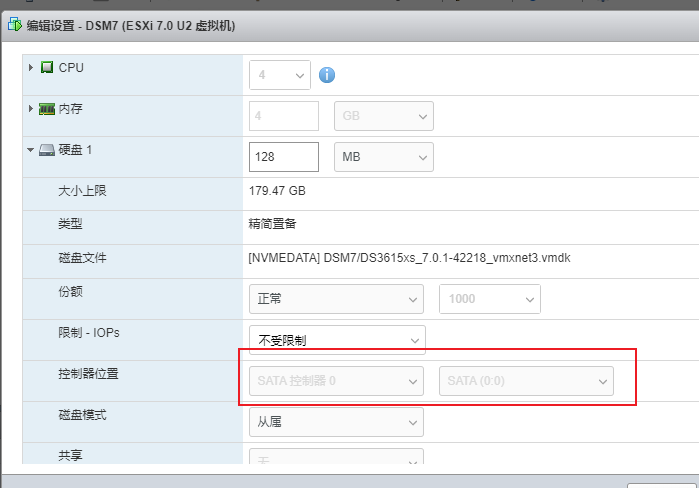 编辑设置 - DSM7 (ESXi 7.0 U2 虚拟机)
CPU 4
内存 4 GB
硬盘 1 128 MB
大小上限 179.47 GB
类型 精简置备
磁盘文件 [NVMEDATA] DSM7/DS3615xs_7.0.1-42218_vmxnet3.vmdk
份额 正常 1000
限制 - IOPs 不受限制
控制器位置 SATA 控制器 0 SATA (0:0)
磁盘模式 从属
共享 无